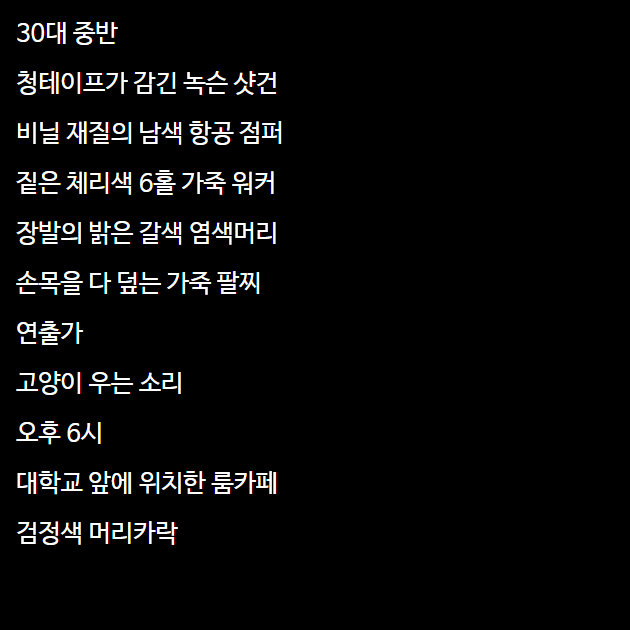 30대 중반
청테이프가 감긴 녹슨 샷건
비닐 재질의 남색 항공 점퍼
짙은 체리색 6홀 가죽 워커
장발의 밝은 갈색 염색머리
손목을 다 덮는 가죽 팔찌
연출가
고양이 우는 소리
오후 6시
대학교 앞에 위치한 룸카페
검정색 머리카락